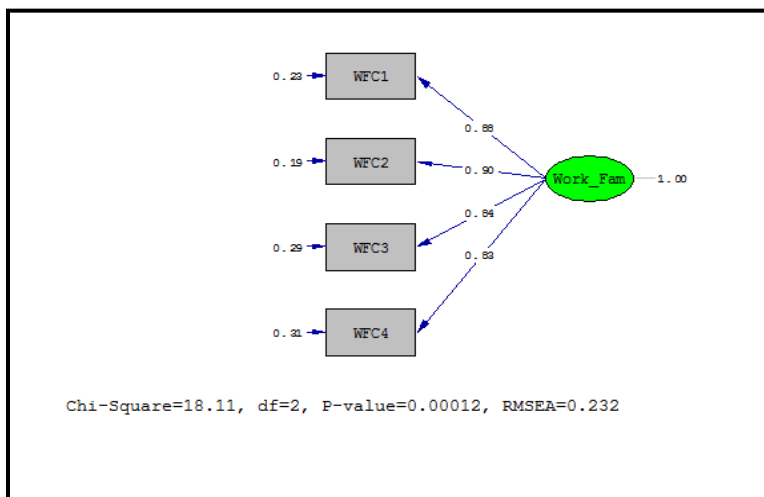 0.23
WFC1
0.88
0.19
WFC2
0.90
Work_Fam
1.00
0.84
0.29
WFC3
0.83
0.31
WFC4
Chi-Square=18.11, df=2, P-value=0.00012, RMSEA=0.232